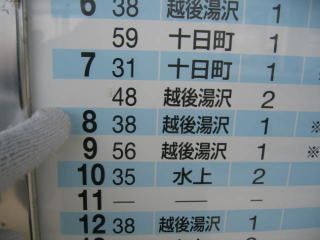 6 38 越後湯沢 1
59 十日町 1
7 31 十日町 1
48 越後湯沢 2
8 38 越後湯沢 1 ※
9 56 越後湯沢 1 ※
10 35 水上 2
11 — — —
12 38 越後湯沢 1